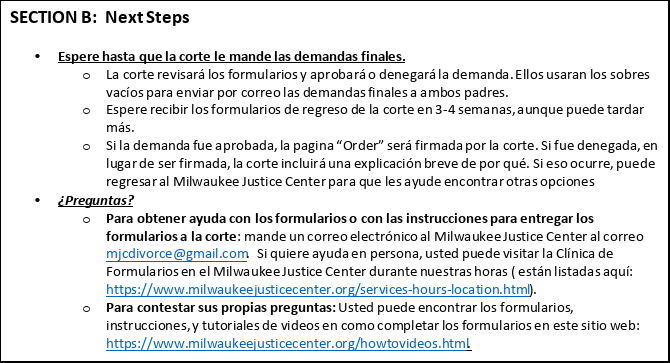 SECTION B: Next Steps
• Espere hasta que la corte le mande las demandas finales.
o La corte revisará los formularios y aprobará o denegará la demanda. Ellos usaran los sobres
vacíos para enviar por correo las demandas finales a ambos padres.
o Espere recibir los formularios de regreso de la corte en 3-4 semanas, aunque puede tardar
más.
o Si la demanda fue aprobada, la pagina “Order” será firmada por la corte. Si fue denegada, en
lugar de ser firmada, la corte incluirá una explicación breve de por qué. Si eso ocurre, puede
regresar al Milwaukee Justice Center para que les ayude encontrar otras opciones
• ¿Preguntas?
o Para obtener ayuda con los formularios o con las instrucciones para entregar los
formularios a la corte: mande un correo electrónico al Milwaukee Justice Center al correo
mjcdivorce@gmail.com. Si quiere ayuda en persona, usted puede visitar la Clínica de
Formularios en el Milwaukee Justice Center durante nuestras horas ( están listadas aquí:
https://www.milwaukeejusticecenter.org/services-hours-location.html).
o Para contestar sus propias preguntas: Usted puede encontrar los formularios,
instrucciones, y tutoriales de videos en como completar los formularios en este sitio web:
https://www.milwaukeejusticecenter.org/howtovideos.html.